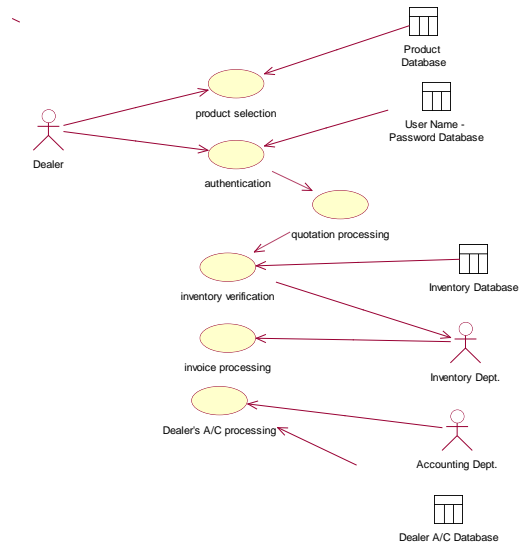 Product
Database
product selection
User Name -
Password Database
Dealer
authentication
quotation processing
Inventory Database
inventory verification
invoice processing
Inventory Dept.
Dealer's A/C processing
Accounting Dept.
Dealer A/C Database